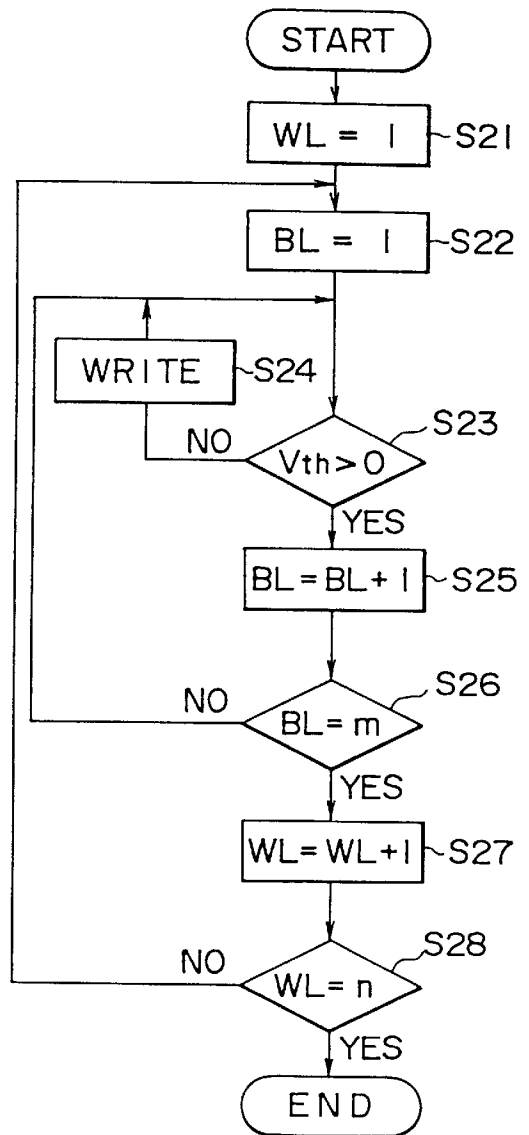 START
WL = 1
S21
BL = 1
S22
WRITE
S24
S23
NO
Vth>0
YES
BL=BL+1
S25
S26
NO
BL=m
YES
WL=WL+1
S27
S28
NO
WL=n
YES
END